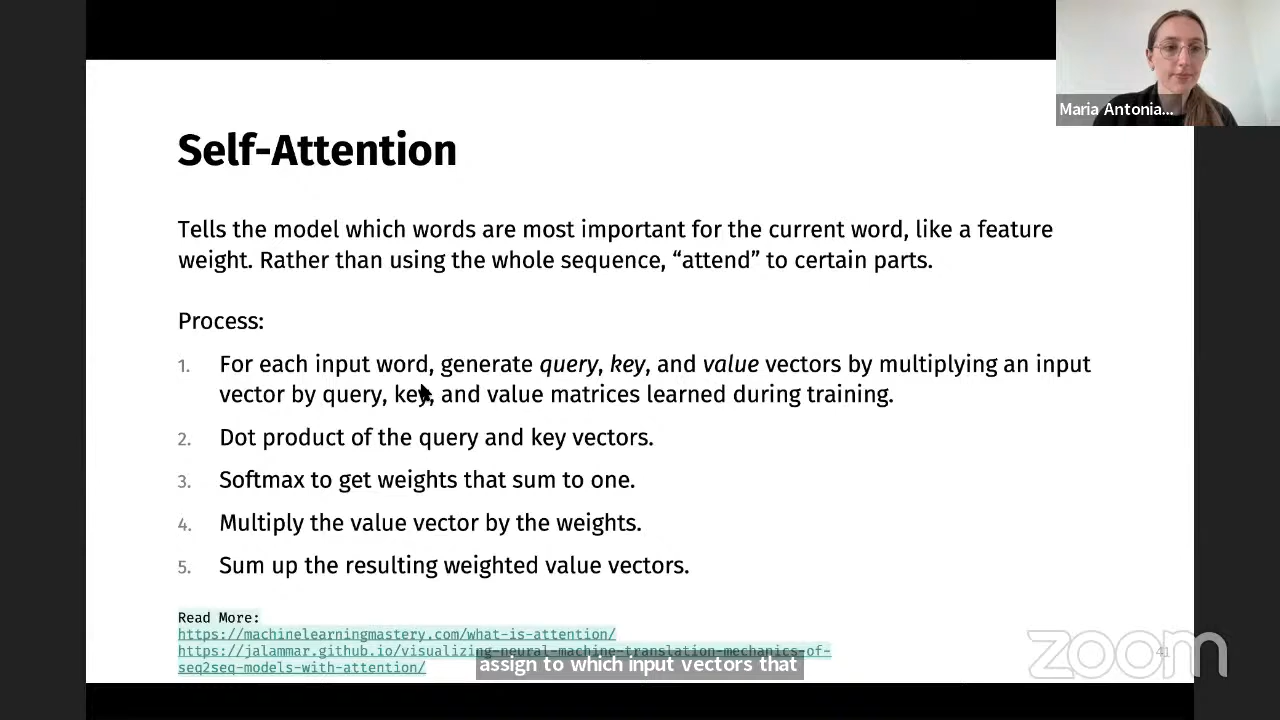 Maria Antonia...
Self-Attention
Tells the model which words are most important for the current word, like a feature
weight. Rather than using the whole sequence, “attend” to certain parts.
Process:
1. For each input word, generate query, key, and value vectors by multiplying an input
vector by query, key, and value matrices learned during training.
2. Dot product of the query and key vectors.
3. Softmax to get weights that sum to one.
4. Multiply the value vector by the weights.
5. Sum up the resulting weighted value vectors.
Read More:
https://machinelearningmastery.com/what-is-attention/
https://jalammar.github.io/visualizing-neural-machine-translation-mechanics-of-
seq2seq-models-with-attention/
assign to which input vectors that
zoom
41